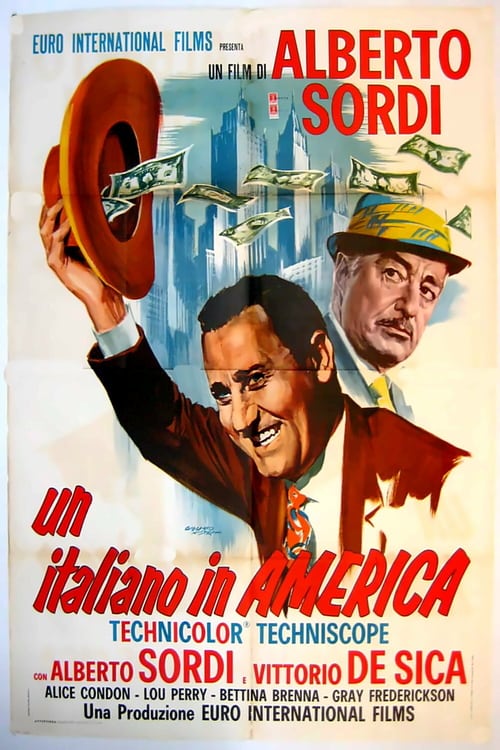 EURO INTERNATIONAL FILMS PRESENTA
UN FILM DI ALBERTO
SORDI
un
italiano in AMERICA
TECHNICOLOR® TECHNISCOPE
CON ALBERTO SORDI E VITTORIO DE SICA
ALICE CONDON - LOU PERRY - BETTINA BRENNA - GRAY FREDERICKSON
Una Produzione EURO INTERNATIONAL FILMS